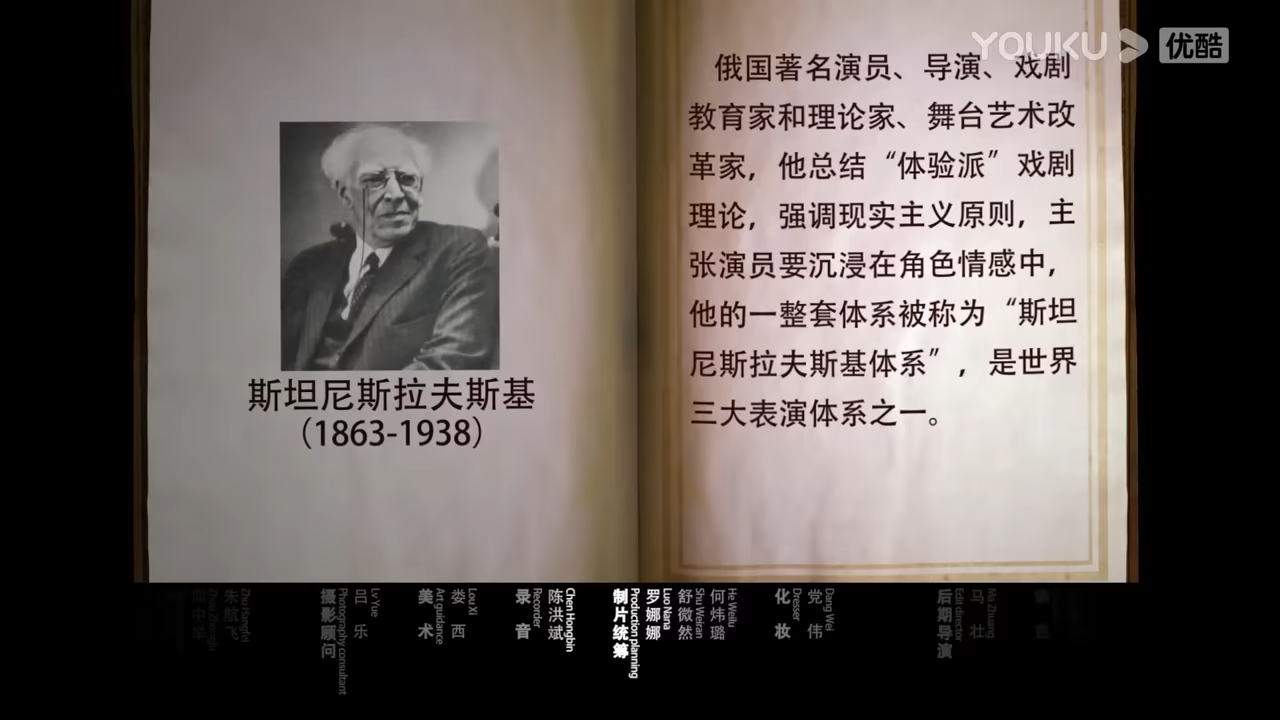 YOUKU 优酷
斯坦尼斯拉夫斯基
（1863-1938）
俄国著名演员、导演、戏剧
教育家和理论家、舞台艺术改
革家，他总结“体验派”戏剧
理论，强调现实主义原则，主
张演员要沉浸在角色情感中，
他的一整套体系被称为“斯坦
尼斯拉夫斯基体系”，是世界
三大表演体系之一。
朱航飞
Zhu Hangfei
摄影顾问
Photography consultant
吕乐
Lv Yue
美术
Art guidance
娄西
Lou Xi
录音
Recorder
陈洪斌
Chen Hongbin
制片统筹
Production planning
罗娜娜
Luo Nana
舒微然
Shu Weiran
何炜璐
He Weilu
化妆
Dresser
党伟
Dang Wei
后期导演
Edit director
马壮
Ma Zhuang